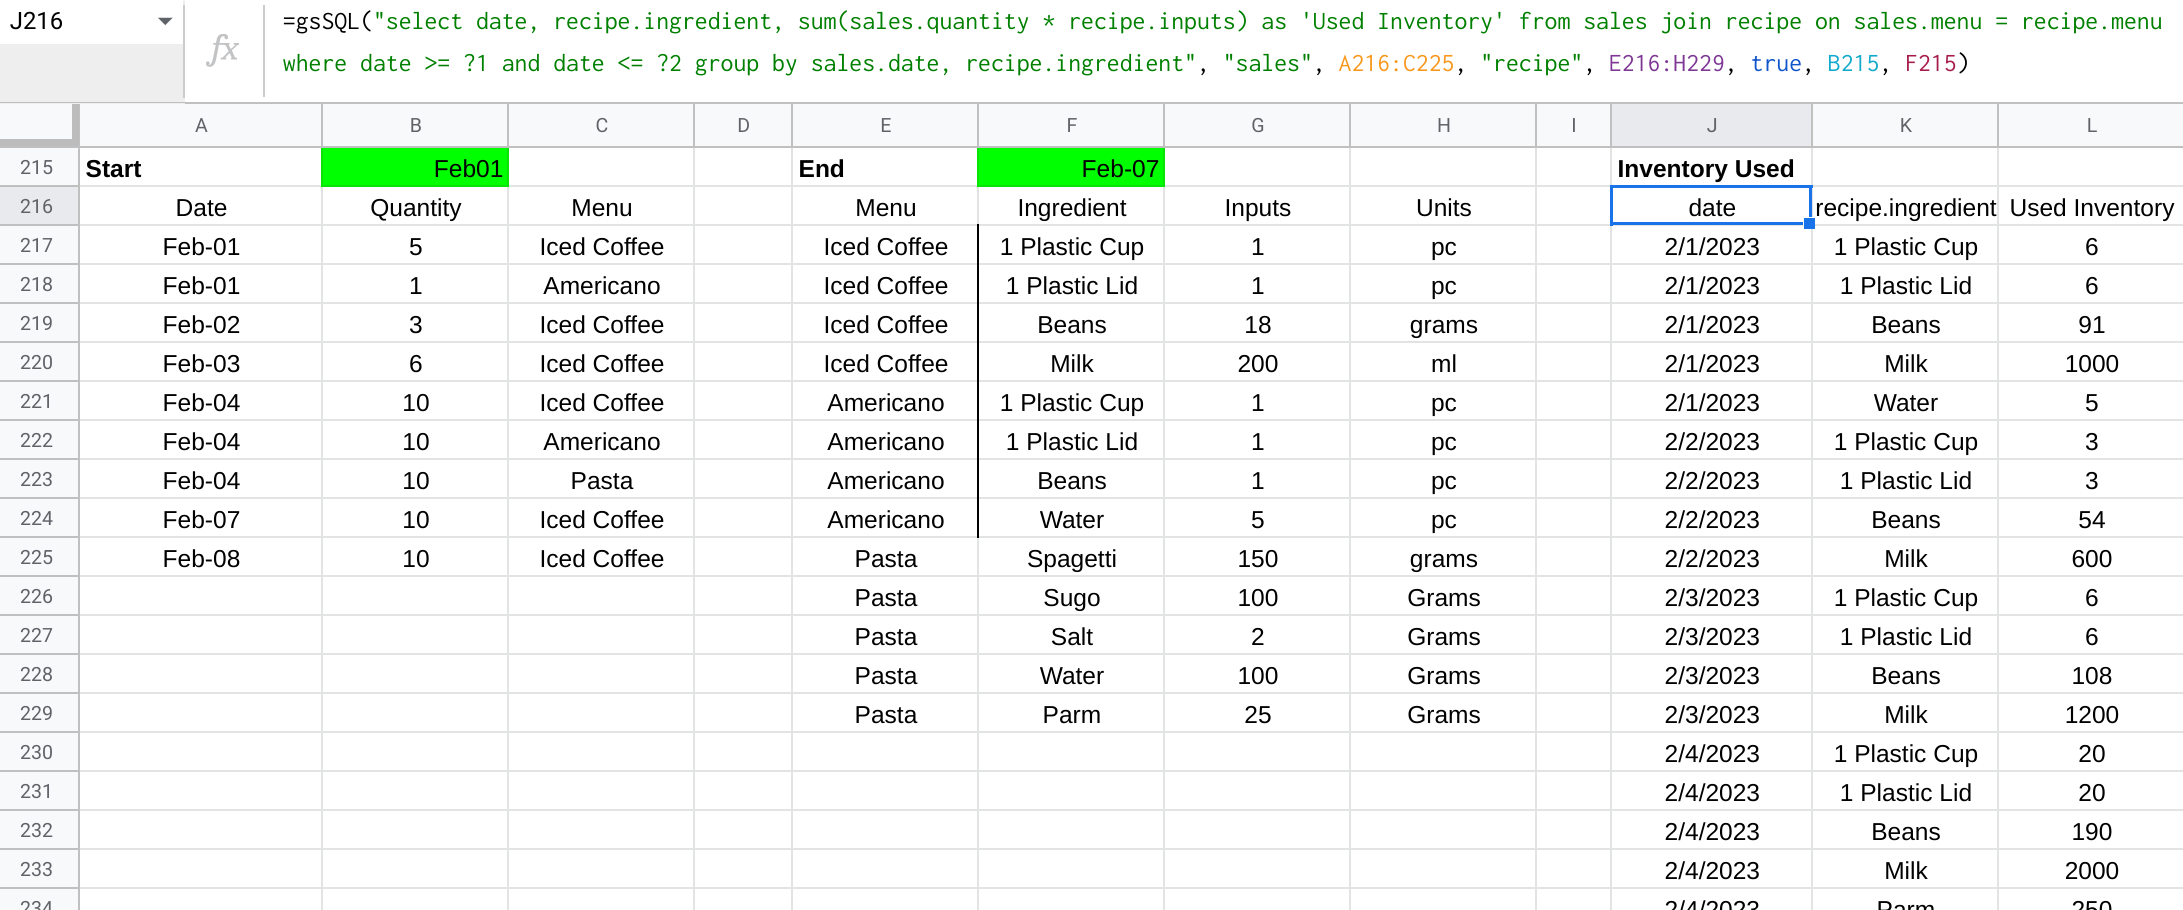 J216
fx
=gsSQL("select date, recipe.ingredient, sum(sales.quantity * recipe.inputs) as 'Used Inventory' from sales join recipe on sales.menu = recipe.menu
where date >= ?1 and date <= ?2 group by sales.date, recipe.ingredient", "sales", A216:C225, "recipe", E216:H229, true, B215, F215)
A B C D E F G H I J K L
215 Start Feb01 End Feb-07 Inventory Used
216 Date Quantity Menu Menu Ingredient Inputs Units date recipe.ingredient Used Inventory
217 Feb-01 5 Iced Coffee Iced Coffee 1 Plastic Cup 1 pc 2/1/2023 1 Plastic Cup 6
218 Feb-01 1 Americano Iced Coffee 1 Plastic Lid 1 pc 2/1/2023 1 Plastic Lid 6
219 Feb-02 3 Iced Coffee Iced Coffee Beans 18 grams 2/1/2023 Beans 91
220 Feb-03 6 Iced Coffee Iced Coffee Milk 200 ml 2/1/2023 Milk 1000
221 Feb-04 10 Iced Coffee Americano 1 Plastic Cup 1 pc 2/1/2023 Water 5
222 Feb-04 10 Americano Americano 1 Plastic Lid 1 pc 2/2/2023 1 Plastic Cup 3
223 Feb-04 10 Pasta Americano Beans 1 pc 2/2/2023 1 Plastic Lid 3
224 Feb-07 10 Iced Coffee Americano Water 5 pc 2/2/2023 Beans 54
225 Feb-08 10 Iced Coffee Pasta Spagetti 150 grams 2/2/2023 Milk 600
226 Pasta Sugo 100 Grams 2/3/2023 1 Plastic Cup 6
227 Pasta Salt 2 Grams 2/3/2023 1 Plastic Lid 6
228 Pasta Water 100 Grams 2/3/2023 Beans 108
229 Pasta Parm 25 Grams 2/3/2023 Milk 1200
230 2/4/2023 1 Plastic Cup 20
231 2/4/2023 1 Plastic Lid 20
232 2/4/2023 Beans 190
233 2/4/2023 Milk 2000
234 2/4/2023 Parm 250